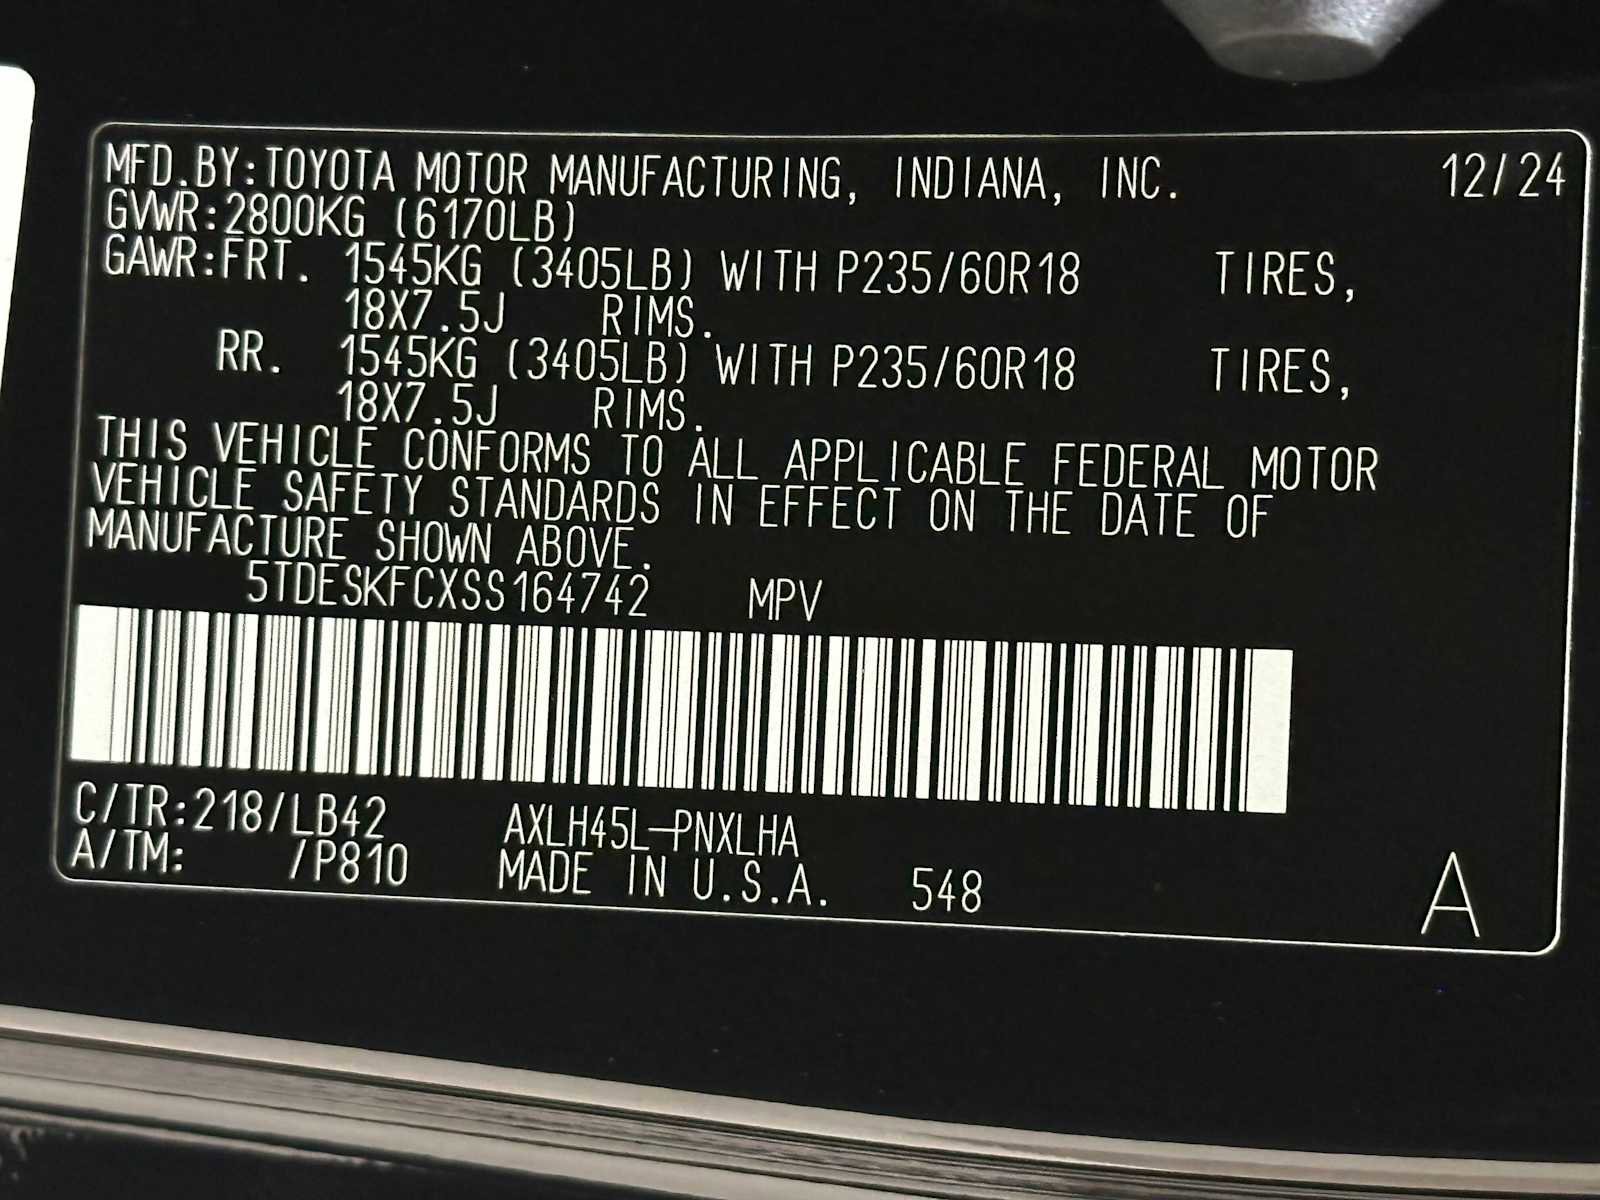 MFD.BY:TOYOTA MOTOR MANUFACTURING, INDIANA, INC. 12/24
GVWR:2800KG (6170LB)
GAWR:FRT. 1545KG (3405LB) WITH P235/60R18 TIRES,
18X7.5J RIMS.
RR. 1545KG (3405LB) WITH P235/60R18 TIRES,
18X7.5J RIMS.
THIS VEHICLE CONFORMS TO ALL APPLICABLE FEDERAL MOTOR
VEHICLE SAFETY STANDARDS IN EFFECT ON THE DATE OF
MANUFACTURE SHOWN ABOVE.
5TDESKFCXSS164742 MPV
C/TR:218/LB42 AXLH45L-PNXLHA
A/TM: /P810 MADE IN U.S.A. 548 A